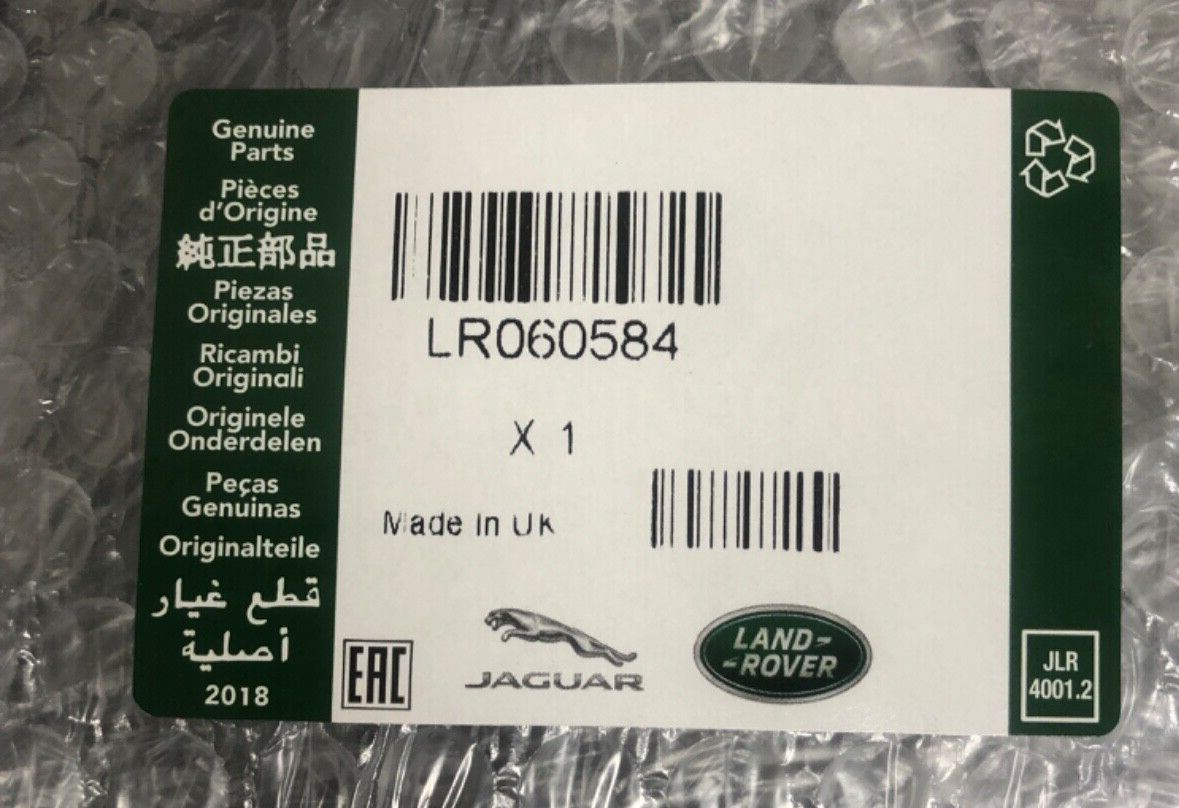 Genuine
Parts
Pièces
d'Origine
純正部品
Piezas
Originales
Ricambi
Originali
Originele
Onderdelen
Peças
Genuinas
Originalteile
قطع غيار
أصلية
2018
LR060584
X 1
Made In UK
EAC
JAGUAR
LAND-
-ROVER
JLR
4001.2